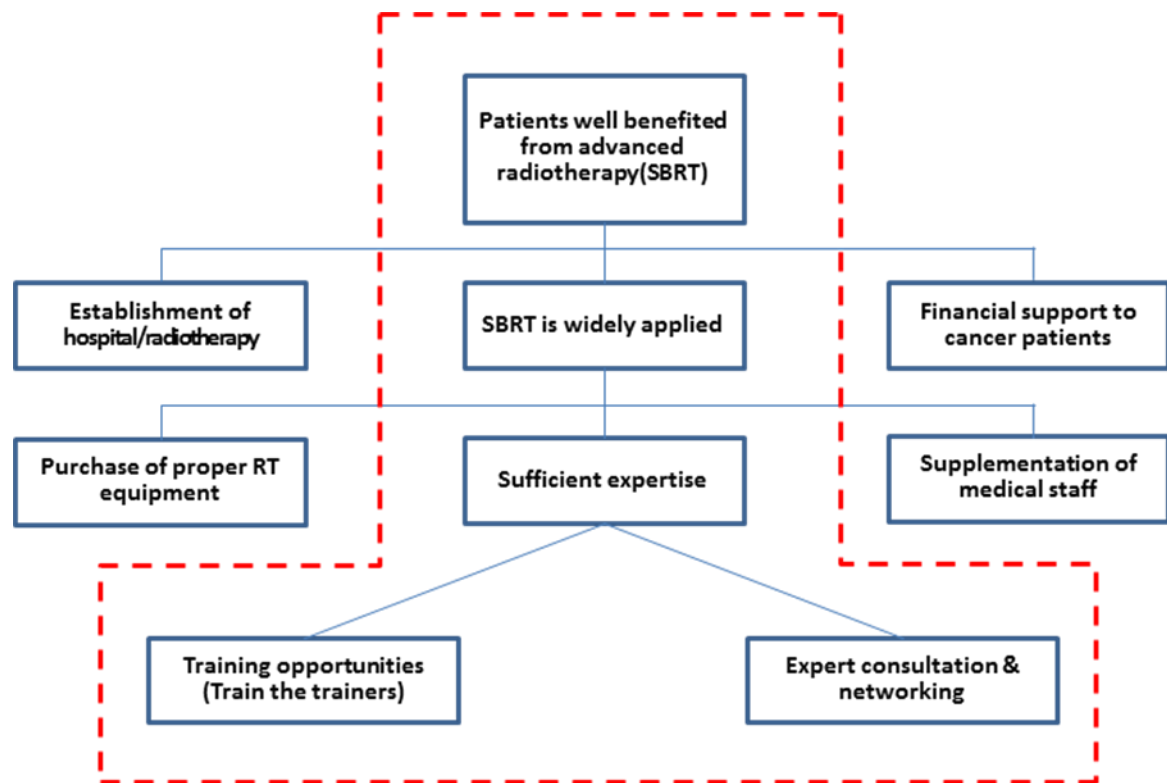 Patients well benefited
from advanced
radiotherapy(SBRT)
Establishment of
hospital/radiotherapy
SBRT is widely applied
Financial support to
cancer patients
Purchase of proper RT
equipment
Sufficient expertise
Supplementation of
medical staff
Training opportunities
(Train the trainers)
Expert consultation &
networking